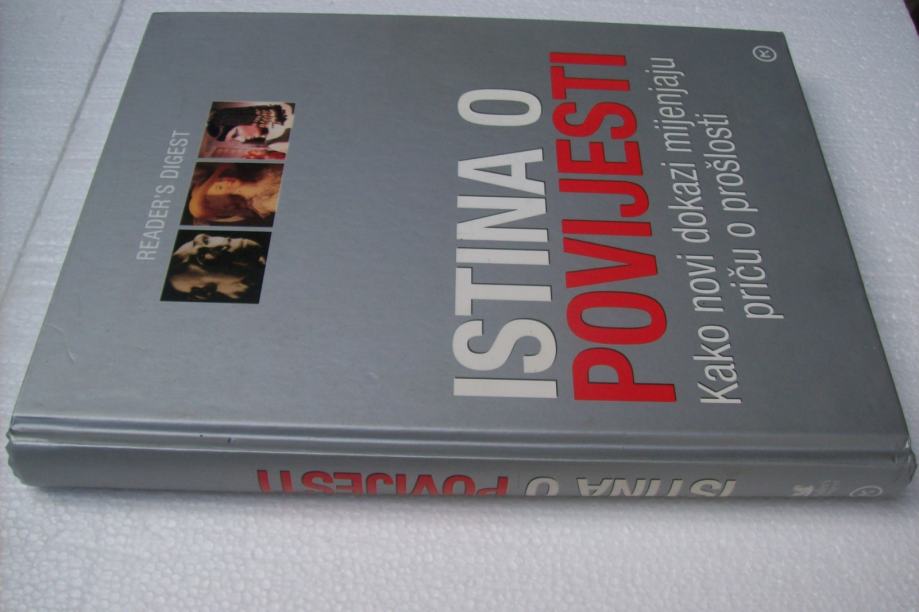 READER'S DIGEST
ISTINA O
POVIJESTI
Kako novi dokazi mijenjaju
priču o prošlosti
ISTINA O POVIJESTI